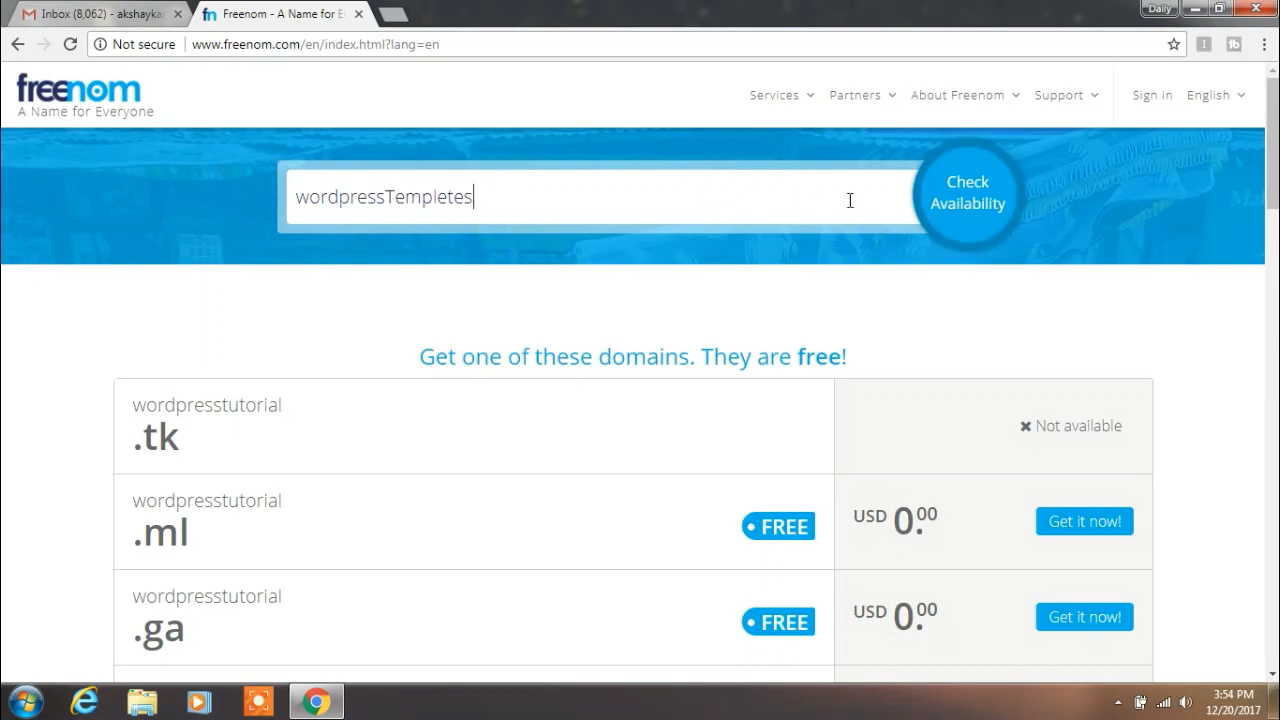 Inbox (8,062) - akshayka
Freenom - A Name for E
Daily
Not secure
www.freenom.com/en/index.html?lang=en
freenom
A Name for Everyone
Services
Partners
About Freenom
Support
Sign in
English
wordpressTempletes
Check
Availability
Get one of these domains. They are free!
wordpresstutorial
.tk
Not available
wordpresstutorial
.ml
FREE
USD 0.00
Get it now!
wordpresstutorial
.ga
FREE
USD 0.00
Get it now!
3:54 PM
12/20/2017